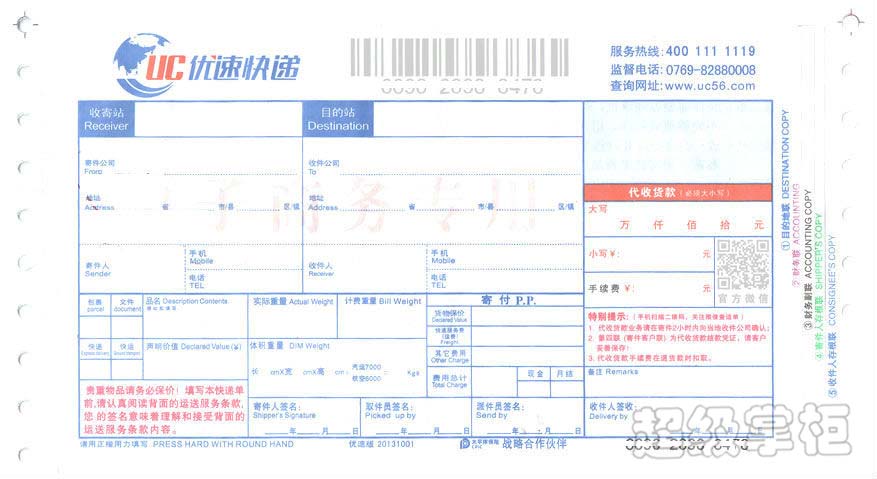 UC 优速快递
服务热线: 400 111 1119
监督电话: 0769-82880008
查询网址: www.uc56.com
收寄站
Receiver
目的站
Destination
寄件公司
From
收件公司
To
地址
Address 省 市/县 区/镇
地址
Address 省 市/县 区/镇
商务专用
手机
Mobile
手机
Mobile
寄件人
Sender
电话
TEL
收件人
Receiver
电话
TEL
代收货款(必须大小写)
大写
万 仟 佰 拾 元
小写¥: 元
手续费 ¥: 元
官方微信
包裹
parcel
文件
document
品名 Description Contents
实际重量 Actual Weight
计费重量 Bill Weight
寄付 P.P.
货物保价
Declared Value
快递服务费
(续费)
Freight
其它费用
Other Charge
费用总计
Total Charge
现金
月结
快递
Express delivery
快运
声明价值 Declared Value (¥)
体积重量 DIM Weight
长 cmX宽 cmX高 cm÷
汽运7000
航空6000
= Kgs
特别提示:(手机扫描二维码,关注微信查运单)
1. 代收货款业务请在寄件2小时内向当地收件公司确认;
2. 第四联(寄件客户联)为代收货款结款凭证,请客户
妥善保存!
3. 代收货款手续费在退货款时扣取。
备注 Remarks
贵重物品请务必保价!填写本快递单
前,请认真阅读背面的运送服务条款,
您的签名意味着理解和接受背面的
运送服务条款内容。
寄件人签名:
Shipper's Signature
年 月 日
取件员签名:
Picked up by
年 月 日
派件员签名:
Send by
年 月 日
收件人签收:
Delivery by
年 月 日
请用正楷用力填写. PRESS HARD WITH ROUND HAND
优速版 20131001
太平洋保险
CPIC
战略合作伙伴
①目的地联 DESTINATION COPY
②财务联 ACCOUNTING
③财务副联 ACCOUNTING COPY
④寄件人存根联 SHIPPER'S COPY
⑤收件人存根联 CONSIGNEE'S COPY
超级掌柜